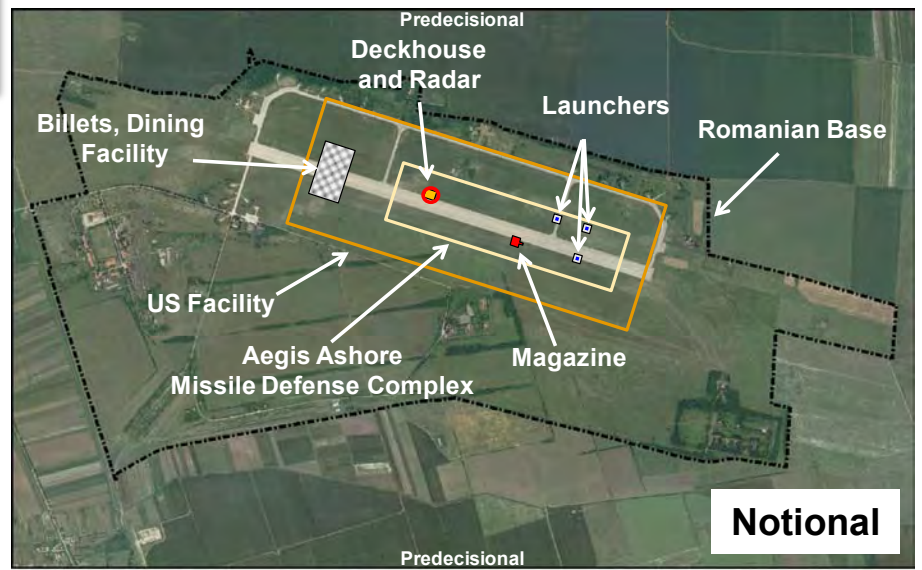 Predecisional
Deckhouse
and Radar
Launchers
Billets, Dining
Facility
Romanian Base
US Facility
Aegis Ashore
Missile Defense Complex
Magazine
Notional
Predecisional